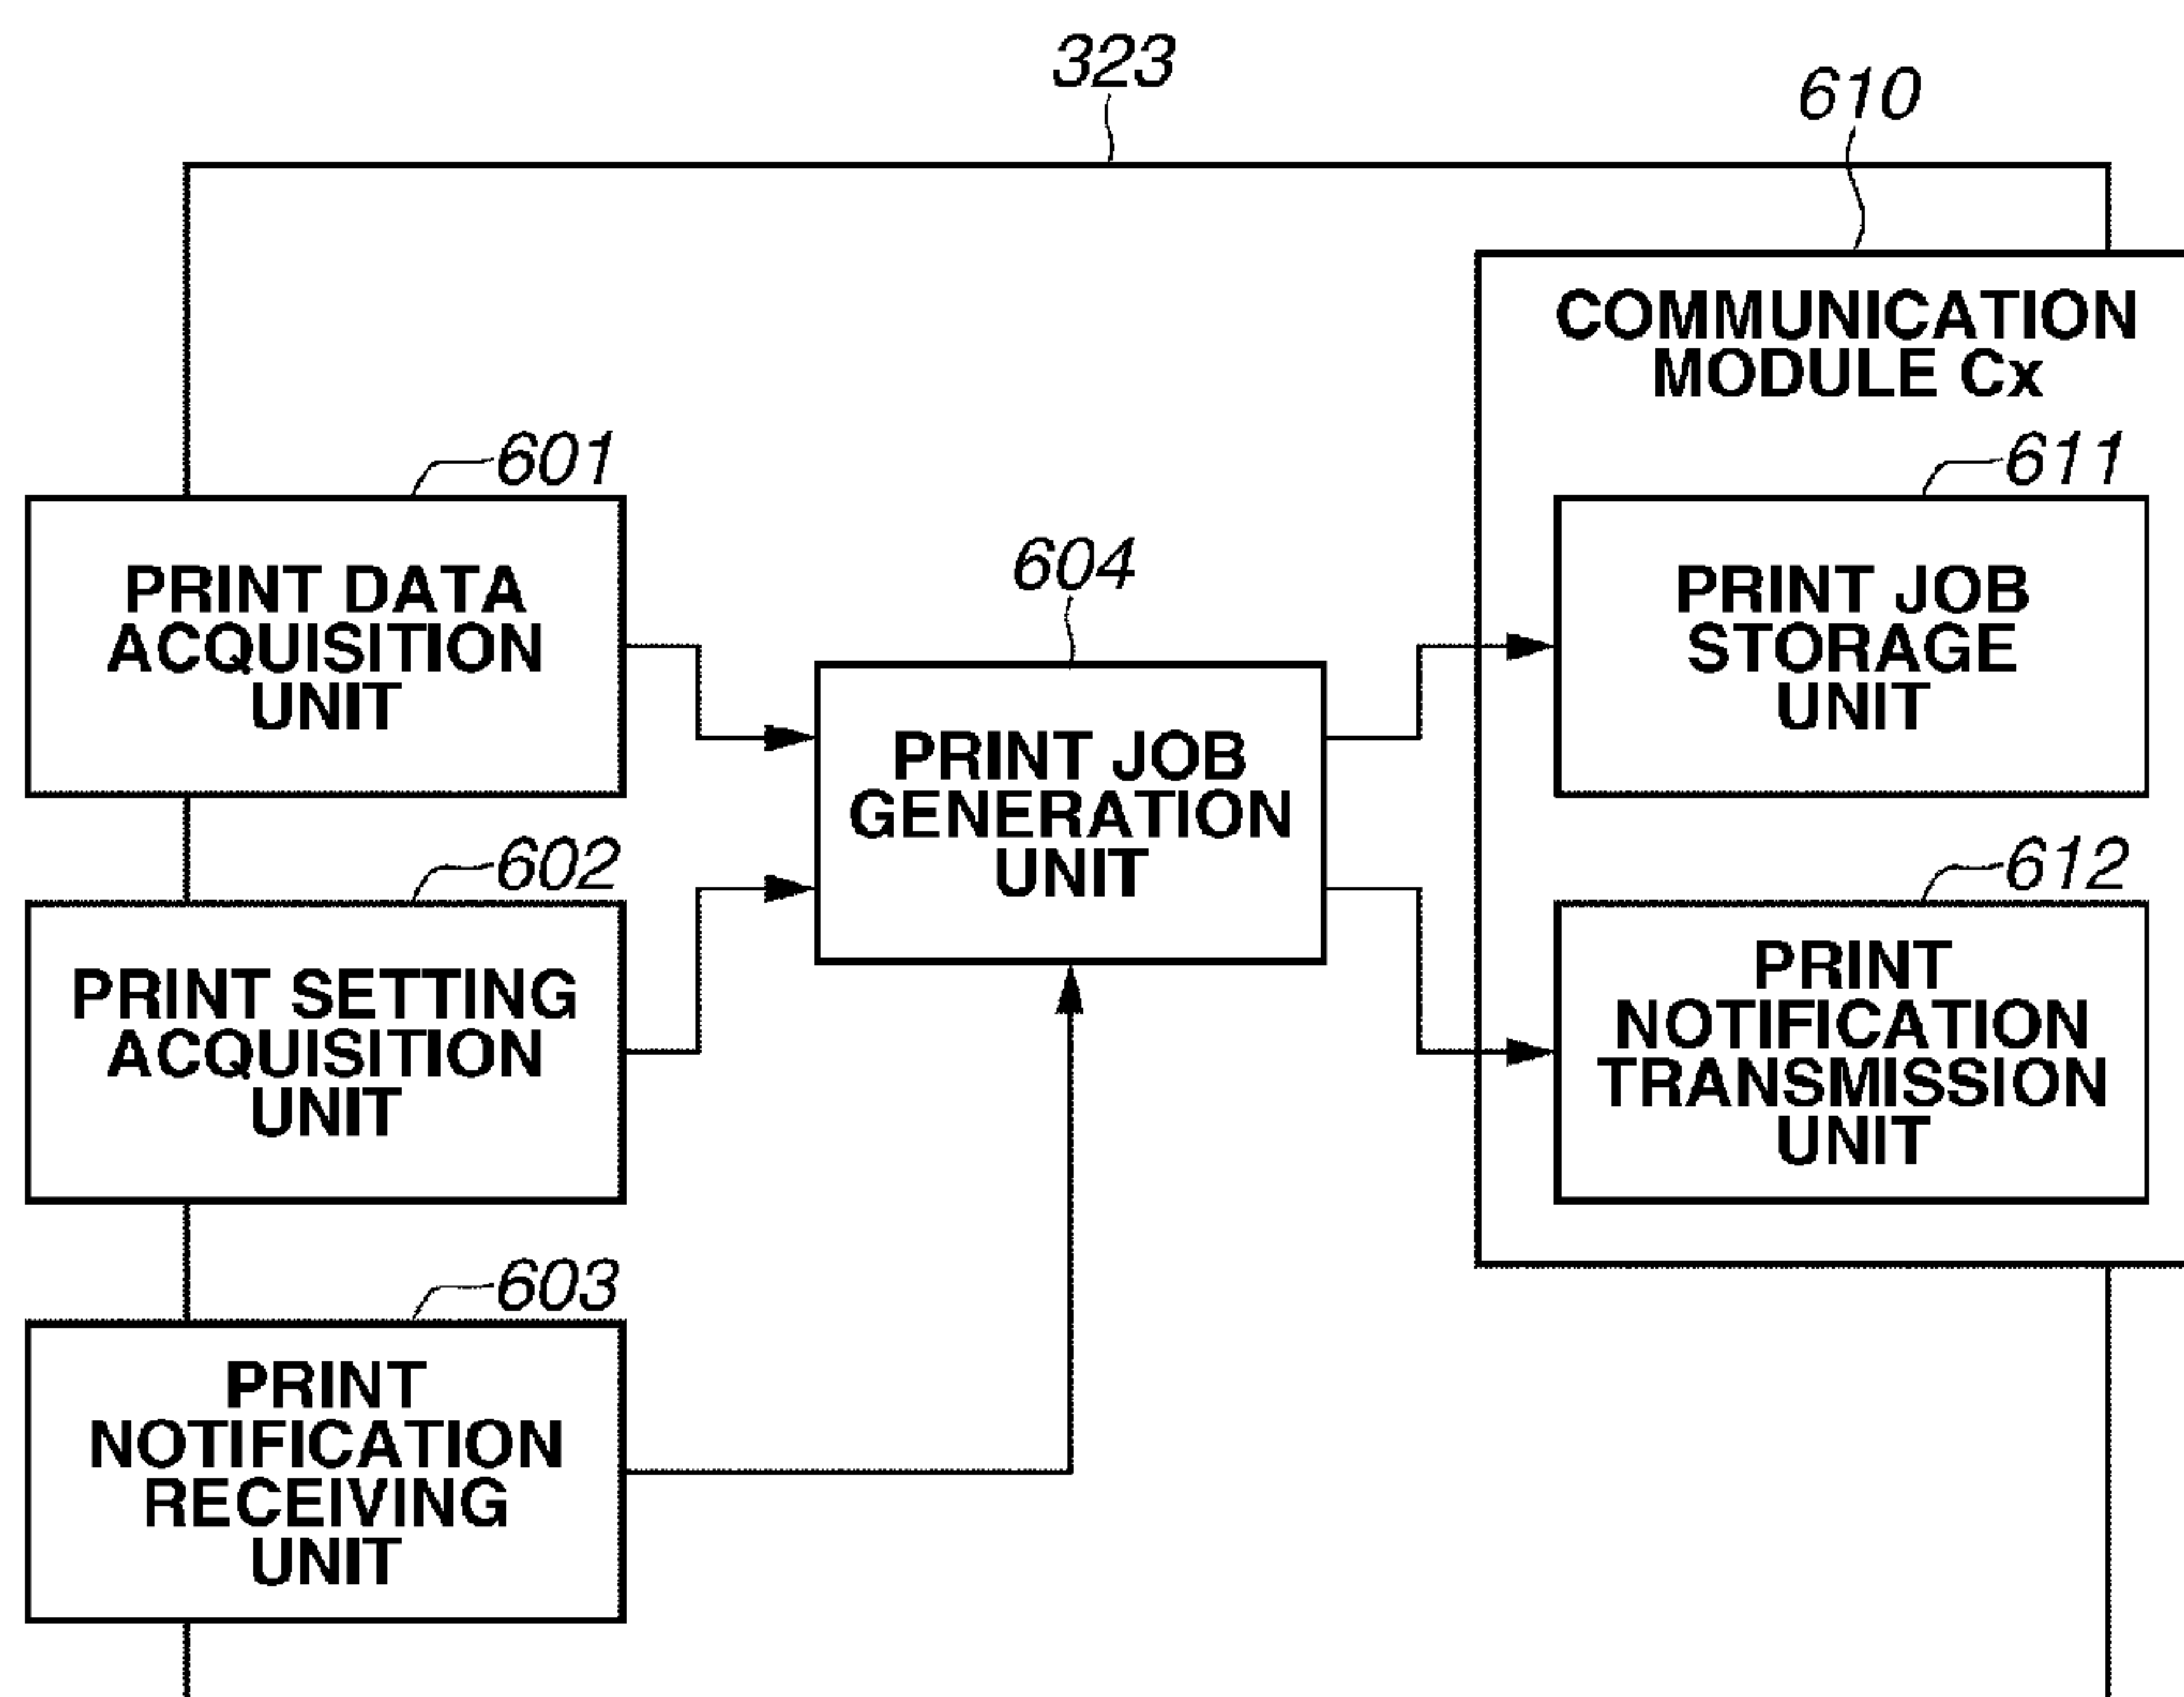 323
610
COMMUNICATION
MODULE Cx
601
PRINT DATA
ACQUISITION
UNIT
611
PRINT JOB
STORAGE
UNIT
604
PRINT JOB
GENERATION
UNIT
602
PRINT SETTING
ACQUISITION
UNIT
612
PRINT
NOTIFICATION
TRANSMISSION
UNIT
603
PRINT
NOTIFICATION
RECEIVING
UNIT